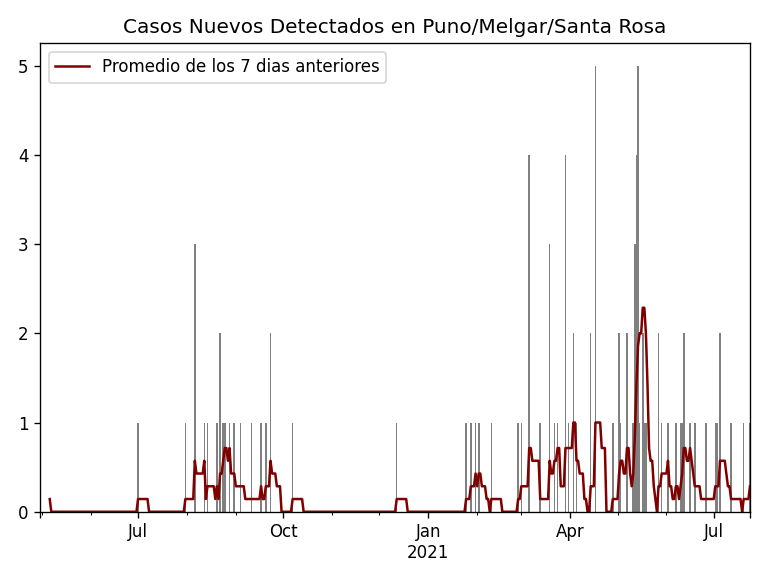 Casos Nuevos Detectados en Puno/Melgar/Santa Rosa
Promedio de los 7 dias anteriores
5
4
3
2
1
0
Jul
Oct
Jan
2021
Apr
Jul